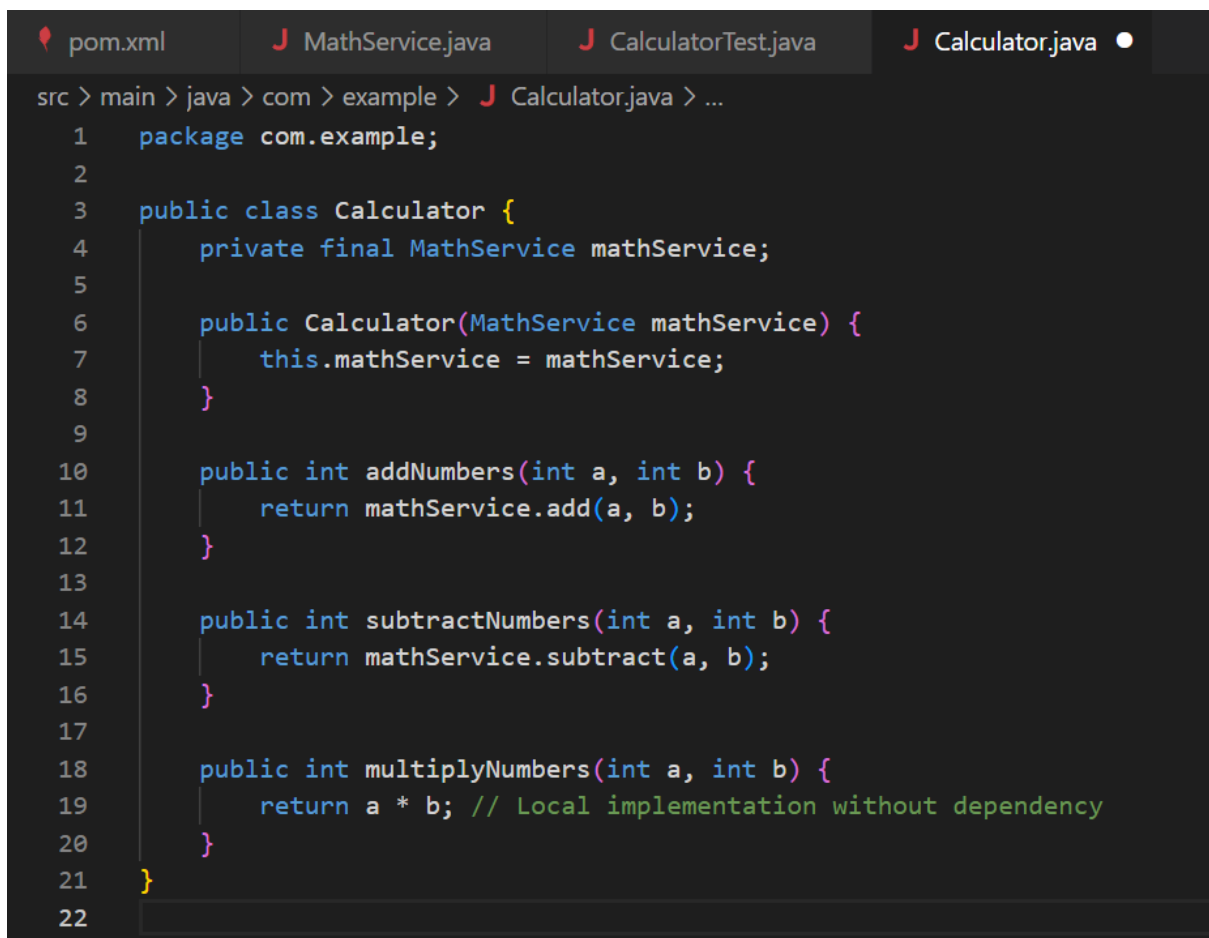 pom.xml J MathService.java J CalculatorTest.java J Calculator.java ●
src > main > java > com > example > J Calculator.java > ...
1 package com.example;
2
3 public class Calculator {
4     private final MathService mathService;
5
6     public Calculator(MathService mathService) {
7         this.mathService = mathService;
8     }
9
10     public int addNumbers(int a, int b) {
11         return mathService.add(a, b);
12     }
13
14     public int subtractNumbers(int a, int b) {
15         return mathService.subtract(a, b);
16     }
17
18     public int multiplyNumbers(int a, int b) {
19         return a * b; // Local implementation without dependency
20     }
21 }
22